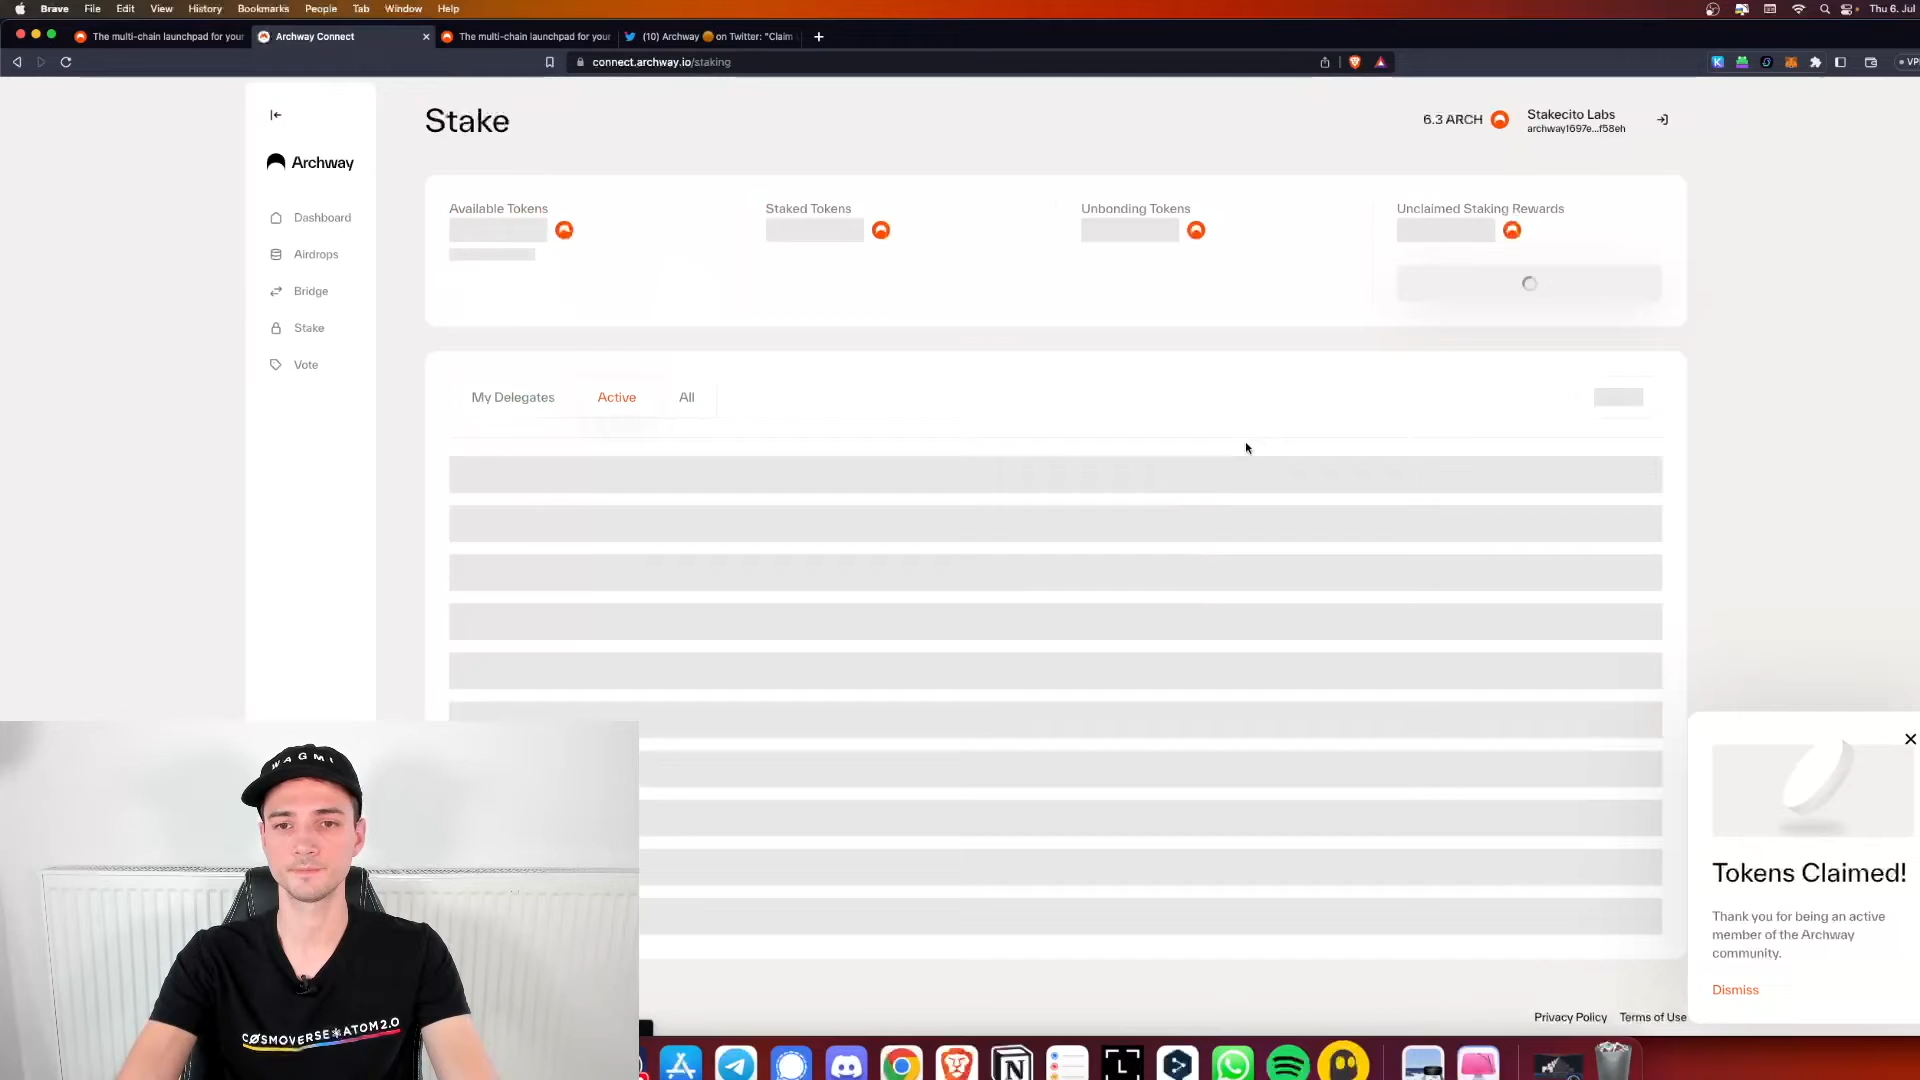 Brave File Edit View History Bookmarks People Tab Window Help
Thu 6. Jul
The multi-chain launchpad for your
Archway Connect
The multi-chain launchpad for your
(10) Archway 🟠 on Twitter: "Claim
connect.archway.io/staking
VP
Stake
6.3 ARCH
Stakecito Labs
archway1697e...f58eh
Archway
Dashboard
Airdrops
Bridge
Stake
Vote
Available Tokens
Staked Tokens
Unbonding Tokens
Unclaimed Staking Rewards
My Delegates
Active
All
Tokens Claimed!
Thank you for being an active
member of the Archway
community.
Dismiss
Privacy Policy Terms of Use
WAGMI
COSMOVERSE ATOM2.0